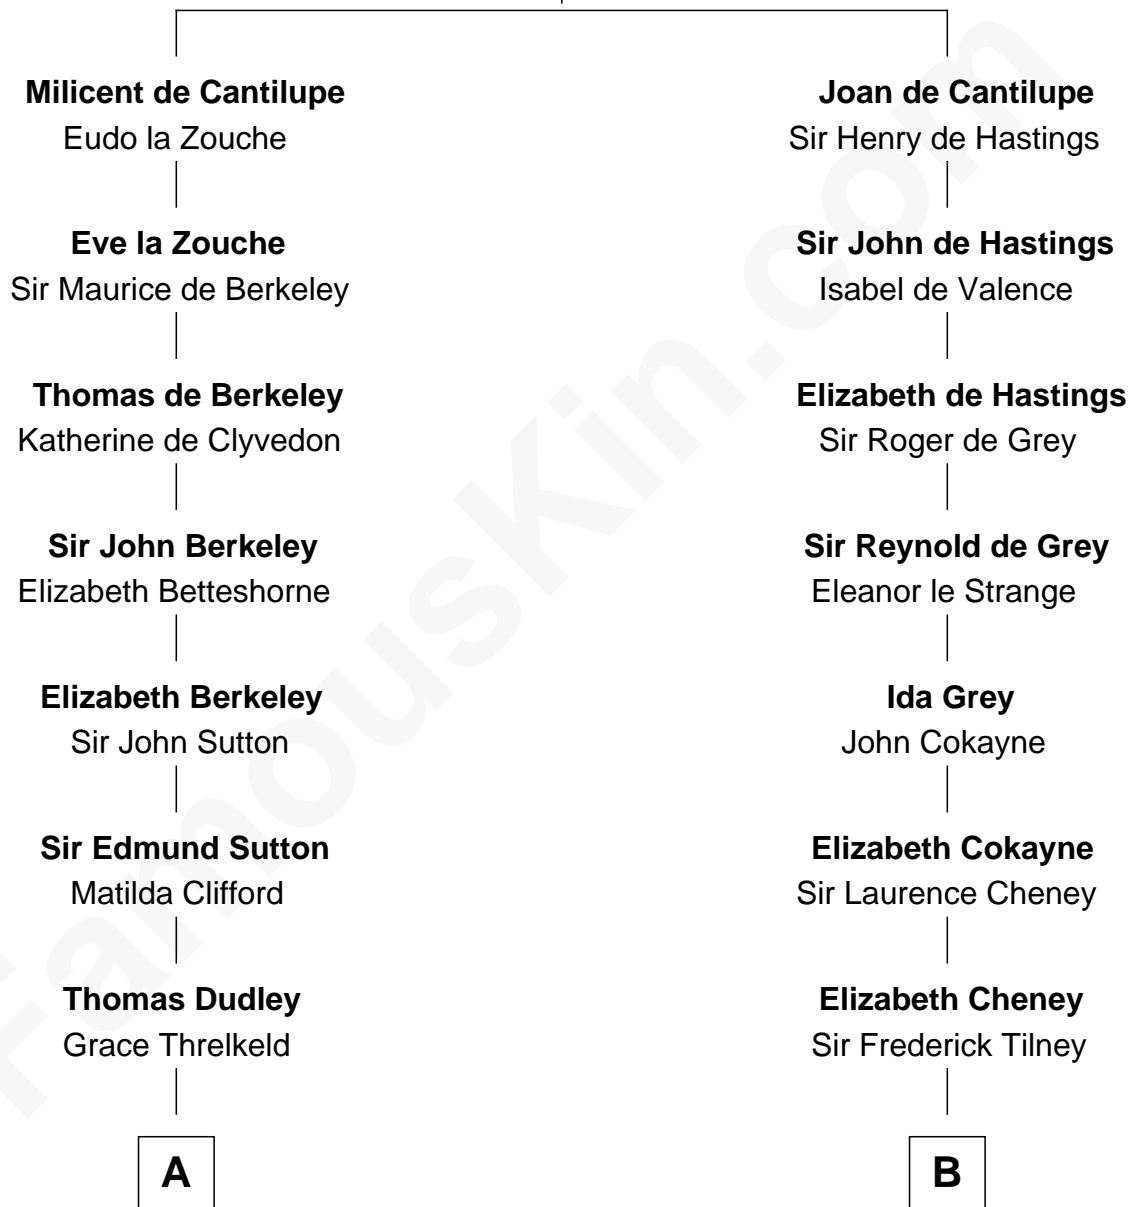 Milicent de Cantilupe
Eudo la Zouche
Eve la Zouche
Sir Maurice de Berkeley
Thomas de Berkeley
Katherine de Clyvedon
Sir John Berkeley
Elizabeth Betteshorne
Elizabeth Berkeley
Sir John Sutton
Sir Edmund Sutton
Matilda Clifford
Thomas Dudley
Grace Threlkeld
A
Joan de Cantilupe
Sir Henry de Hastings
Sir John de Hastings
Isabel de Valence
Elizabeth de Hastings
Sir Roger de Grey
Sir Reynold de Grey
Eleanor le Strange
Ida Grey
John Cokayne
Elizabeth Cokayne
Sir Laurence Cheney
Elizabeth Cheney
Sir Frederick Tilney
B
FamousKin.com